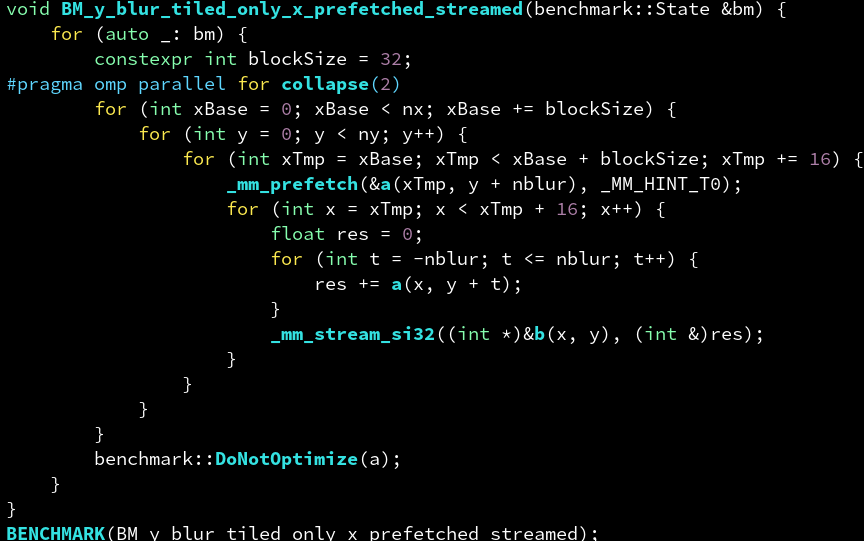 void BM_y_blur_tiled_only_x_prefetched_streamed(benchmark::State &bm) {
    for (auto _: bm) {
        constexpr int blockSize = 32;
#pragma omp parallel for collapse(2)
        for (int xBase = 0; xBase < nx; xBase += blockSize) {
            for (int y = 0; y < ny; y++) {
                for (int xTmp = xBase; xTmp < xBase + blockSize; xTmp += 16) {
                    _mm_prefetch(&a(xTmp, y + nblur), _MM_HINT_T0);
                    for (int x = xTmp; x < xTmp + 16; x++) {
                        float res = 0;
                        for (int t = -nblur; t <= nblur; t++) {
                            res += a(x, y + t);
                        }
                        _mm_stream_si32((int *)&b(x, y), (int &)res);
                    }
                }
            }
        }
        benchmark::DoNotOptimize(a);
    }
}
BENCHMARK(BM_y_blur_tiled_only_x_prefetched_streamed);